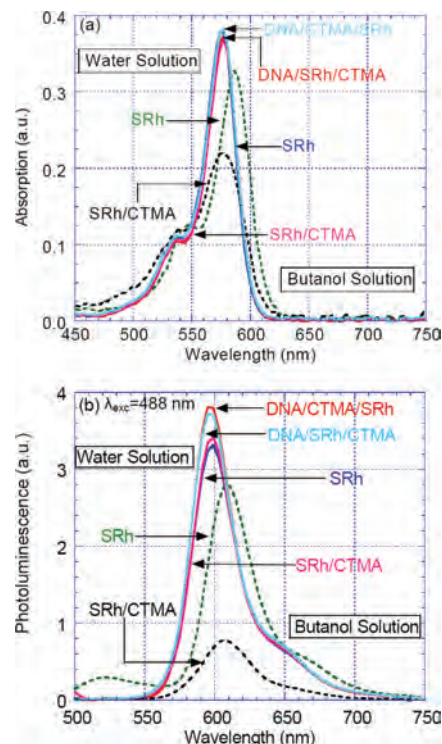 (a)
DNA/CTMA/SRh
Water Solution
DNA/SRh/CTMA
SRh
SRh
SRh/CTMA
SRh/CTMA
Butanol Solution
Absorption (a.u.)
0.4
0.3
0.2
0.1
0.0
450 500 550 600 650 700 750
Wavelength (nm)
(b) λexc=488 nm
DNA/CTMA/SRh
DNA/SRh/CTMA
Water Solution
SRh
SRh
SRh/CTMA
SRh/CTMA
Butanol Solution
Photoluminescence (a.u.)
4
3
2
1
0
500 550 600 650 700 750
Wavelength (nm)